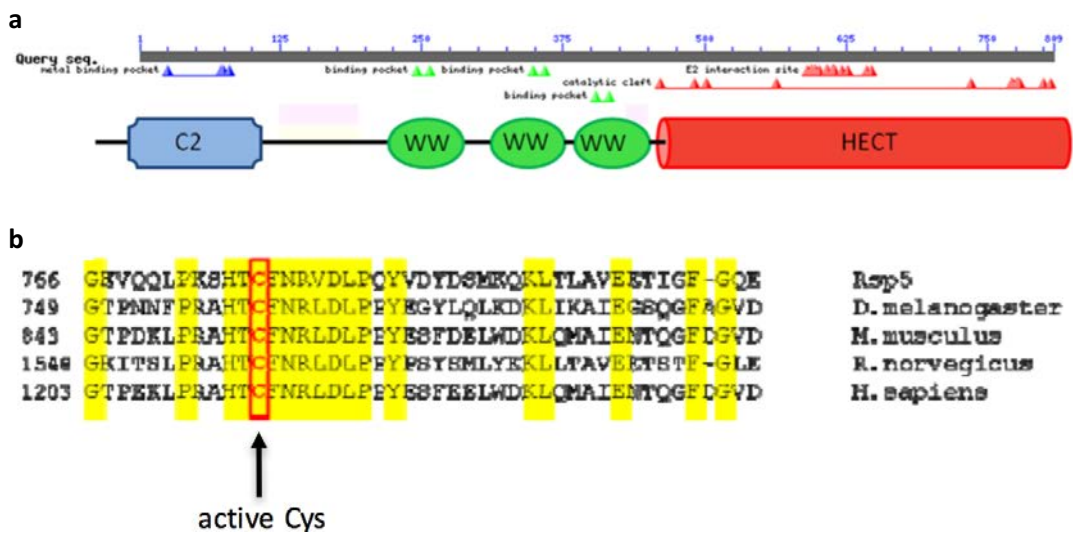 a
1 125 250 375 500 625 750 809
Query seq.
metal binding pocket binding pocket binding pocket E2 interaction site
catalytic cleft
binding pocket
C2 WW WW WW HECT
b
766 GKVQQLPKSHTCFNRVDLPQYVDYDSMKQKLTLAVEETIGF-GQE Rsp5
749 GTPNNFPRAHTCFNRLDLPPYEGYLQLKDKLIKAIEGSQGFAGVD D.melanogaster
843 GTPDKLPRAHTCFNRLDLPPYESFDELWDKLQMAIENTQGFDGVD M.musculus
GKITSLPRAHTCFNRLDLPPYPSYSMLYEKLLTAVEETSTF-GLE R.norvegicus
1203 GTPEKLPRAHTCFNRLDLPPYESFEELWDKLQMAIENTQGFDGVD H.sapiens
active Cys